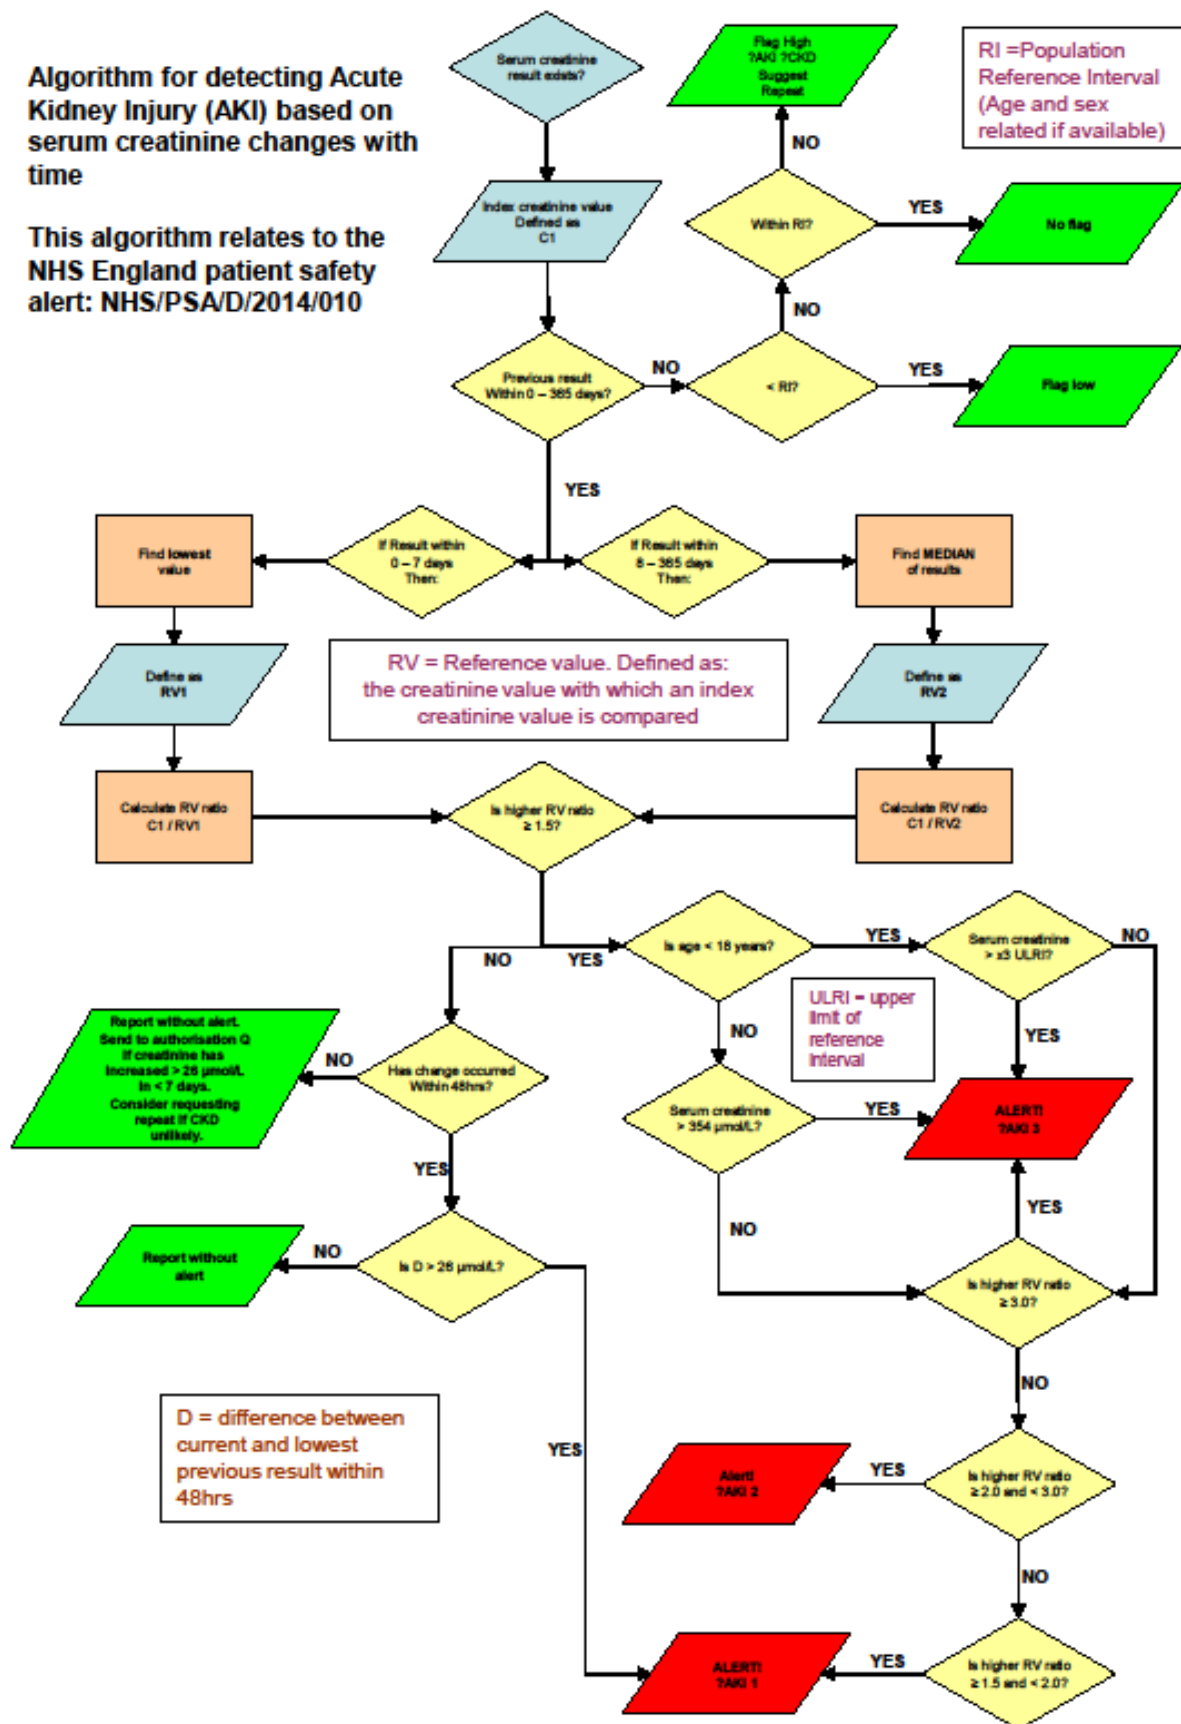 Algorithm for detecting Acute
Kidney Injury (AKI) based on
serum creatinine changes with
time
This algorithm relates to the
NHS England patient safety
alert: NHS/PSA/D/2014/010
Serum creatinine
result exists?
Flag High
?AKI ?CKD
Suggest
Repeat
RI =Population
Reference Interval
(Age and sex
related if available)
NO
Index creatinine value
Defined as
C1
Within RI?
YES
No flag
NO
Previous result
Within 0 – 365 days?
NO
< RI?
YES
Flag low
YES
Find lowest
value
If Result within
0 – 7 days
Then:
If Result within
8 – 365 days
Then:
Find MEDIAN
of results
Define as
RV1
RV = Reference value. Defined as:
the creatinine value with which an index
creatinine value is compared
Define as
RV2
Calculate RV ratio
C1 / RV1
Is higher RV ratio
≥ 1.5?
Calculate RV ratio
C1 / RV2
NO
YES
Is age < 18 years?
YES
Serum creatinine
> x3 ULRI?
NO
ULRI = upper
limit of
reference
Interval
NO
YES
Report without alert.
Send to authorisation Q
If creatinine has
Increased > 26 µmol/L
In < 7 days.
Consider requesting
repeat if CKD
unlikely.
NO
Has change occurred
Within 48hrs?
Serum creatinine
> 354 µmol/L?
YES
ALERT!
?AKI 3
YES
YES
NO
Report without
alert
NO
Is D > 26 µmol/L?
Is higher RV ratio
≥ 3.0?
NO
D = difference between
current and lowest
previous result within
48hrs
YES
Alert!
?AKI 2
YES
Is higher RV ratio
≥ 2.0 and < 3.0?
NO
ALERT!
?AKI 1
YES
Is higher RV ratio
≥ 1.5 and < 2.0?